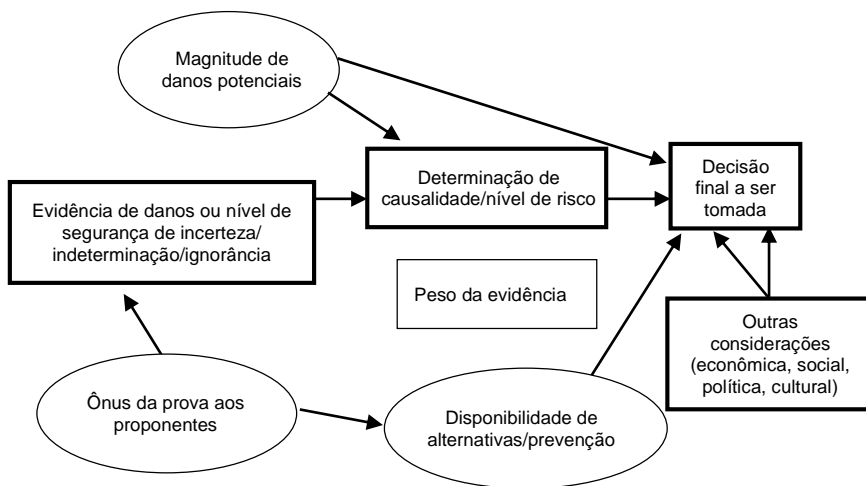 Magnitude de
danos potenciais
Determinação de
causalidade/nível de risco
Decisão
final a ser
tomada
Evidência de danos ou nível de
segurança de incerteza/
indeterminação/ignorância
Peso da evidência
Outras
considerações
(econômica, social,
política, cultural)
Ônus da prova aos
proponentes
Disponibilidade de
alternativas/prevenção